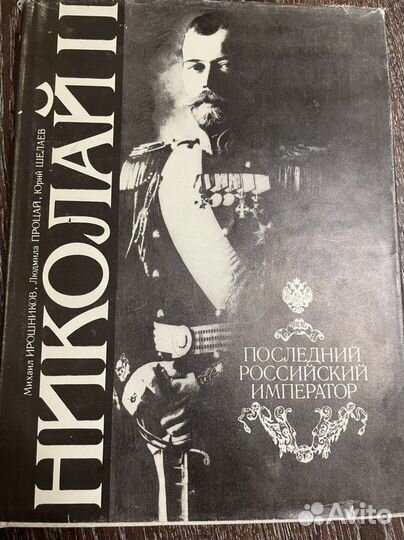 Михаил ИРОШНИКОВ, Людмила ПРОЦАЙ, Юрий ШЕЛАЕВ
НИКОЛАЙ II
ПОСЛЕДНИЙ
РОССИЙСКИЙ
ИМПЕРАТОР
Avito